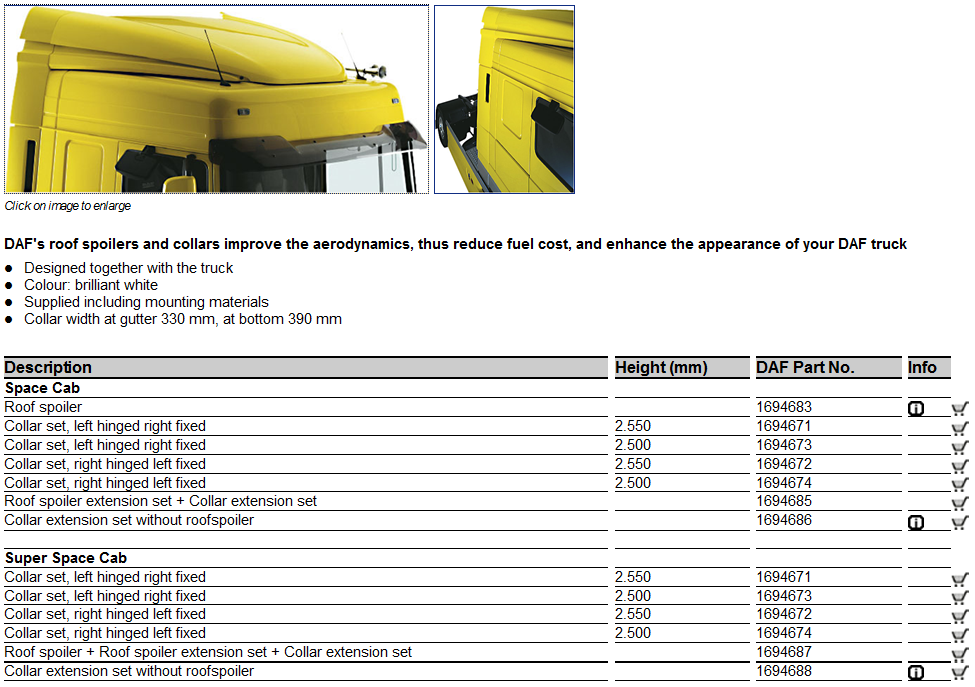 Click on image to enlarge
DAF's roof spoilers and collars improve the aerodynamics, thus reduce fuel cost, and enhance the appearance of your DAF truck
● Designed together with the truck
● Colour: brilliant white
● Supplied including mounting materials
● Collar width at gutter 330 mm, at bottom 390 mm
Description Height (mm) DAF Part No. Info
Space Cab
Roof spoiler 1694683
Collar set, left hinged right fixed 2.550 1694671
Collar set, left hinged right fixed 2.500 1694673
Collar set, right hinged left fixed 2.550 1694672
Collar set, right hinged left fixed 2.500 1694674
Roof spoiler extension set + Collar extension set 1694685
Collar extension set without roofspoiler 1694686
Super Space Cab
Collar set, left hinged right fixed 2.550 1694671
Collar set, left hinged right fixed 2.500 1694673
Collar set, right hinged left fixed 2.550 1694672
Collar set, right hinged left fixed 2.500 1694674
Roof spoiler + Roof spoiler extension set + Collar extension set 1694687
Collar extension set without roofspoiler 1694688